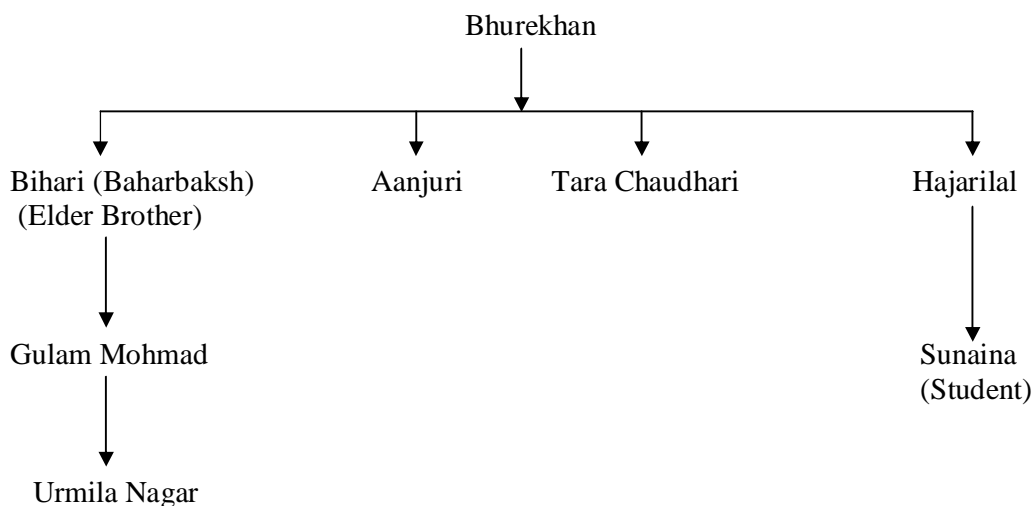 Bhurekhan
Bihari (Baharbaksh) Aanjuri Tara Chaudhari Hajarilal
(Elder Brother)
Gulam Mohmad Sunaina
(Student)
Urmila Nagar